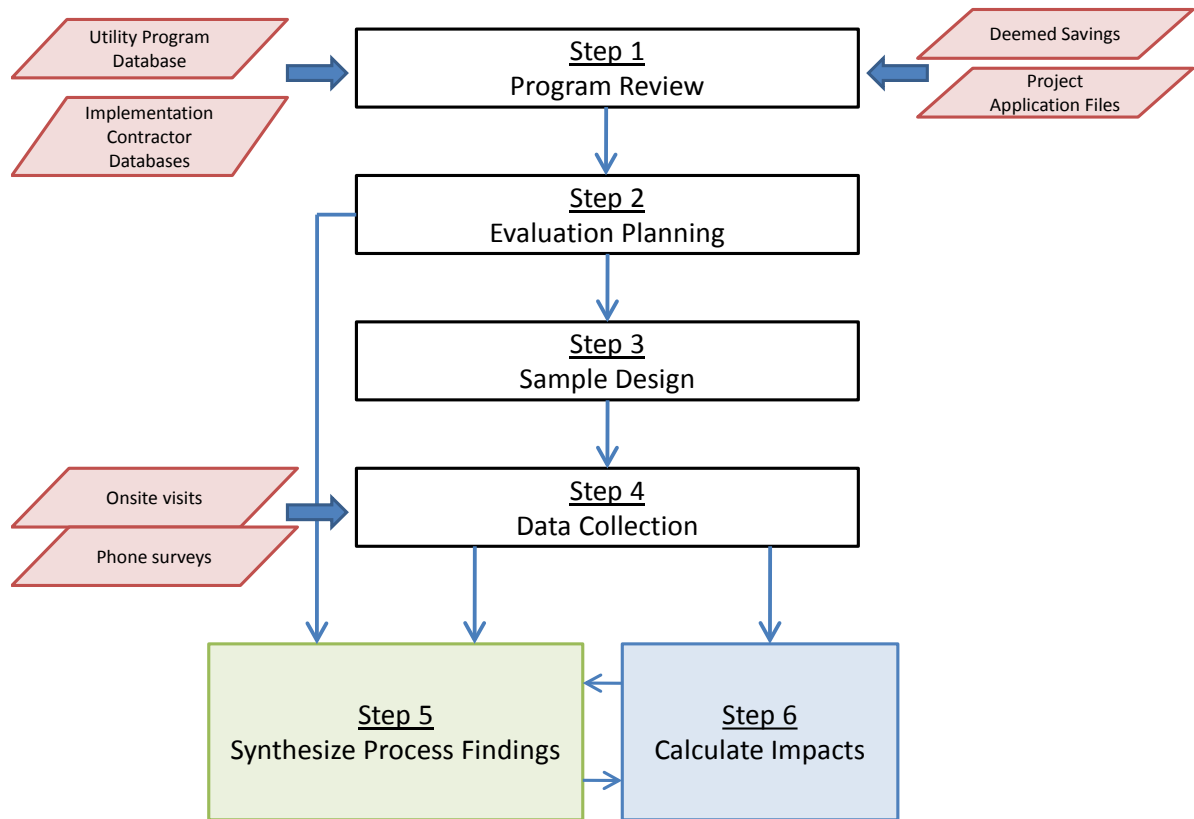 Utility Program
Database
Implementation
Contractor
Databases
Step 1
Program Review
Deemed Savings
Project
Application Files
Step 2
Evaluation Planning
Step 3
Sample Design
Onsite visits
Phone surveys
Step 4
Data Collection
Step 5
Synthesize Process Findings
Step 6
Calculate Impacts